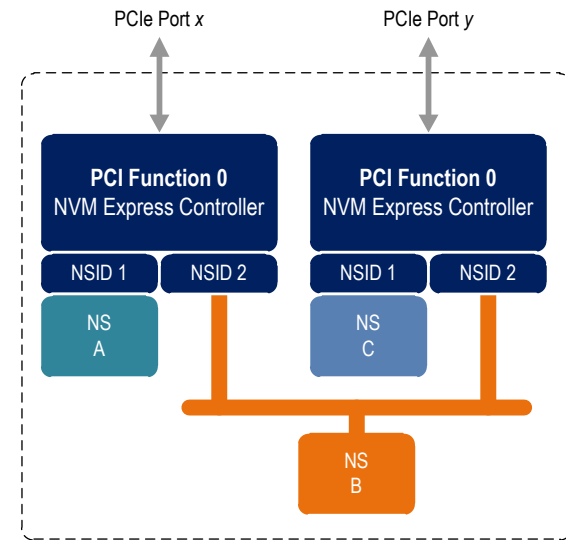 PCIe Port x
PCIe Port y
PCI Function 0
NVM Express Controller
PCI Function 0
NVM Express Controller
NSID 1
NSID 2
NSID 1
NSID 2
NS
A
NS
C
NS
B